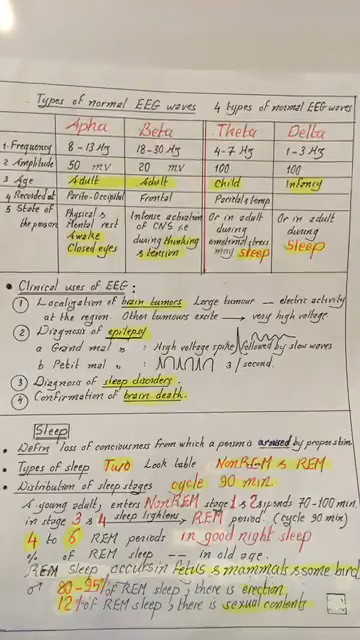 Types of normal EEG waves 4 types of normal EEG waves
Apha Beta Theta Delta
1 Frequency 8-13 Hz 18-30 Hz 4-7 Hz 1-3 Hz
2 Amplitude 50 mv 20 mv 100 100
3 Age Adult Adult Child Infancy
4 Recorded at Parito-Occipital Frontal Parietal & temp
5 State of the person Physical & Mental rest Awake Closed eyes Intense activation of CNS i.e during thinking & tension Or in adult during emotional stress may sleep Or in adult during Sleep
• Clinical uses of EEG:
① Localization of brain tumors Large tumour — electric activity
at the region. Other tumours excite → very high voltage
② Diagnosis of epilepsy
a Grand mal " : High voltage spike followed by slow waves
b Petit mal " : 3/second.
③ Diagnosis of sleep disorders.
④ Confirmation of brain death.
Sleep
• Defin loss of conciousness from which a person is aroused by proper stim
• Types of sleep Two Look table NonREM & REM
• Distribution of sleep stages cycle 90 min.
A young adult, enters NonREM stage 1 & 2 spends 70-100 min.
in stage 3 & 4 sleep lightens, REM period. (cycle 90 min)
4 to 6 REM periods in good night sleep
% of REM sleep — in old age.
REM Sleep occurs in fetus & mammals & some bird
80-95% of REM sleep, there is erection
12% of REM sleep, there is sexual contents